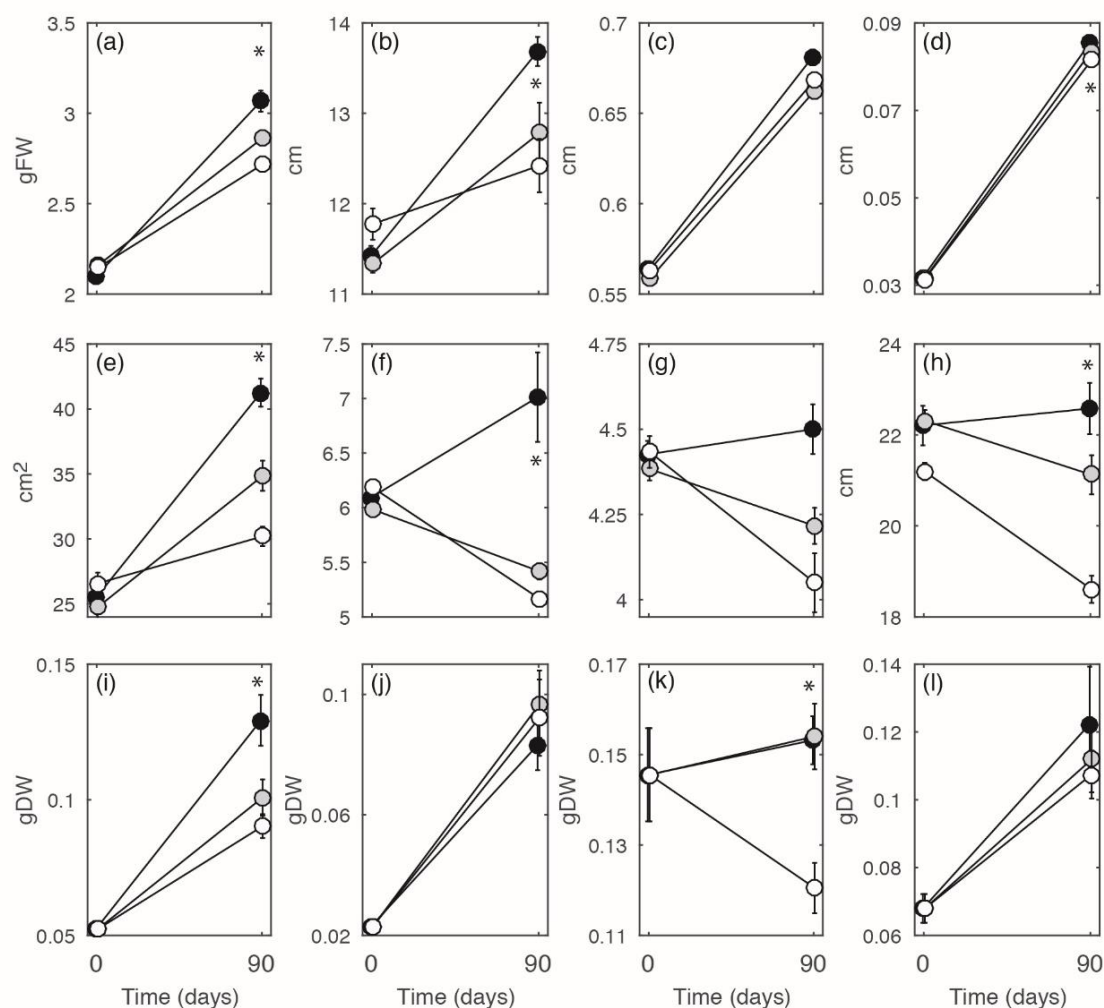 (a) (b) (c) (d)
* * *
gFW cm cm cm
3.5 3 2.5 2
14 13 12 11
0.7 0.65 0.6 0.55
0.09 0.07 0.05 0.03
(e) (f) (g) (h)
* * *
cm2 cm
45 40 35 30 25
7.5 7 6.5 6 5.5 5
4.75 4.5 4.25 4
24 22 20 18
(i) (j) (k) (l)
* *
gDW gDW gDW
0.15 0.1 0.05
0.1 0.06 0.02
0.17 0.15 0.13 0.11
0.14 0.12 0.1 0.08 0.06
0 90 0 90 0 90 0 90
Time (days) Time (days) Time (days) Time (days)